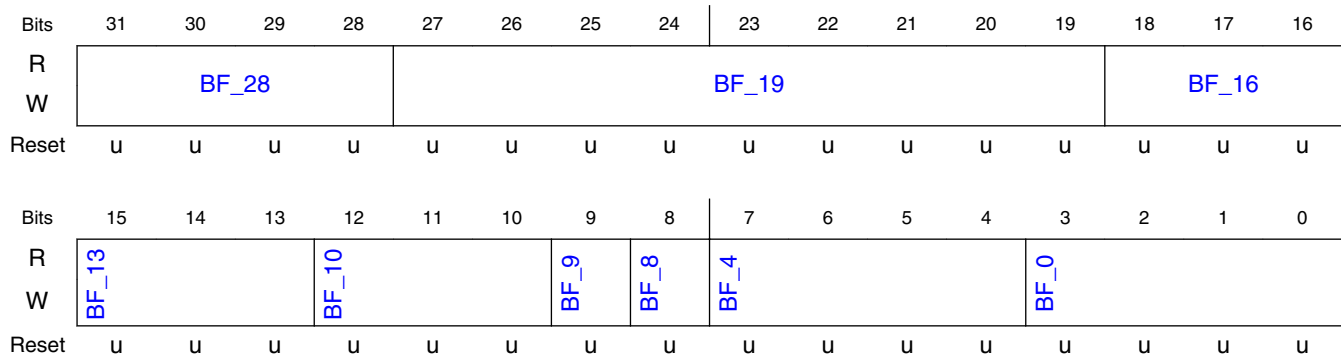 Bits 31 30 29 28 27 26 25 24 23 22 21 20 19 18 17 16
R
BF_28 BF_19 BF_16
W
Reset u u u u u u u u u u u u u u u u
Bits 15 14 13 12 11 10 9 8 7 6 5 4 3 2 1 0
R
BF_13 BF_10 BF_9 BF_8 BF_4 BF_0
W
Reset u u u u u u u u u u u u u u u u